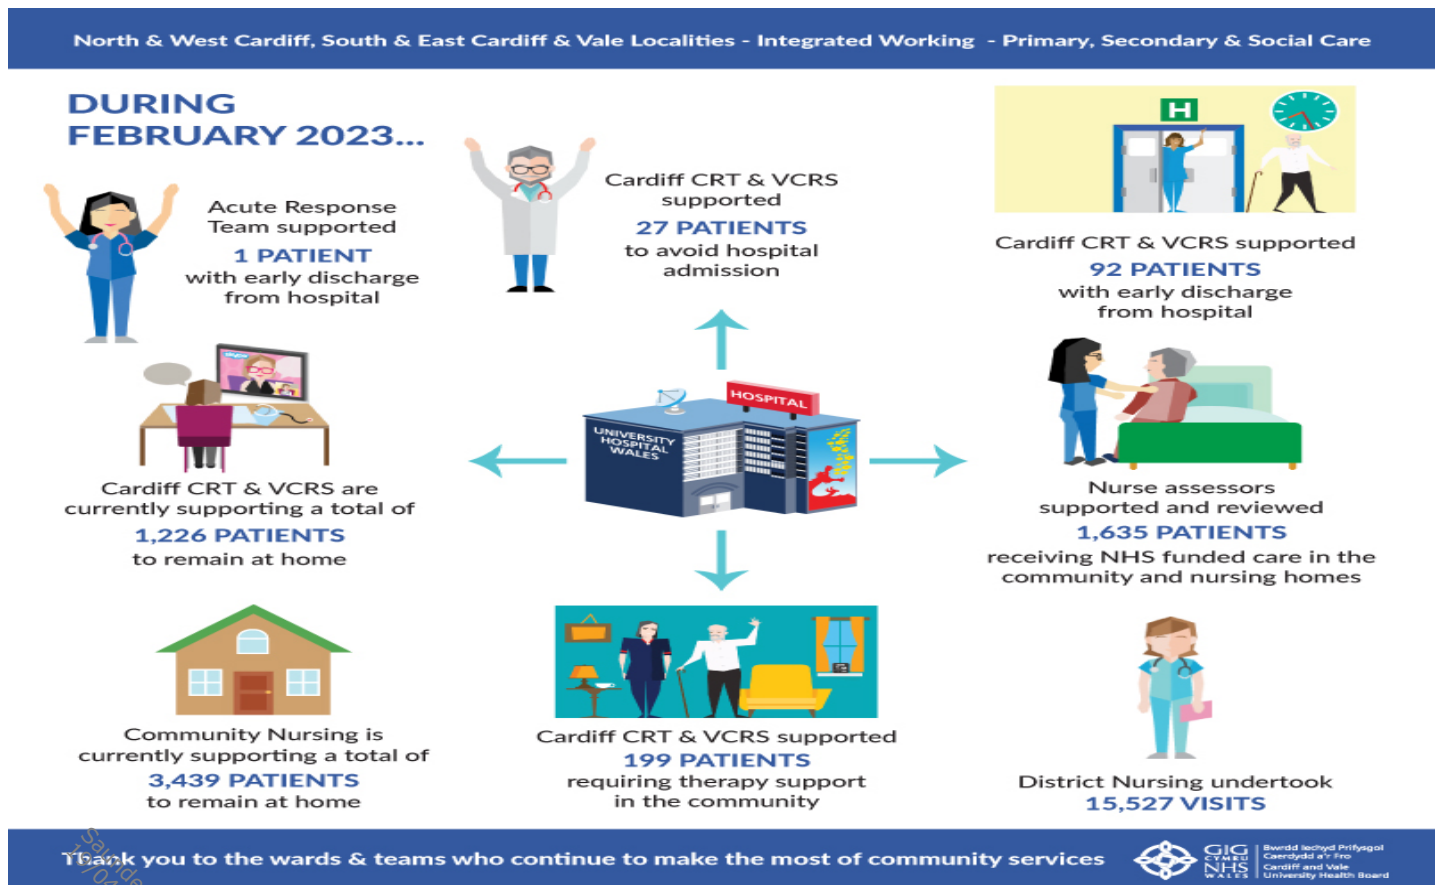 North & West Cardiff, South & East Cardiff & Vale Localities - Integrated Working - Primary, Secondary & Social Care
DURING
FEBRUARY 2023...
Acute Response
Team supported
1 PATIENT
with early discharge
from hospital
Cardiff CRT & VCRS
supported
27 PATIENTS
to avoid hospital
admission
H
Cardiff CRT & VCRS supported
92 PATIENTS
with early discharge
from hospital
Cardiff CRT & VCRS are
currently supporting a total of
1,226 PATIENTS
to remain at home
HOSPITAL
UNIVERSITY
HOSPITAL
WALES
Nurse assessors
supported and reviewed
1,635 PATIENTS
receiving NHS funded care in the
community and nursing homes
Community Nursing is
currently supporting a total of
3,439 PATIENTS
to remain at home
Cardiff CRT & VCRS supported
199 PATIENTS
requiring therapy support
in the community
District Nursing undertook
15,527 VISITS
Thank you to the wards & teams who continue to make the most of community services
GIG
CYMRU
NHS
WALES
Bwrdd Iechyd Prifysgol
Caerdydd a'r Fro
Cardiff and Vale
University Health Board